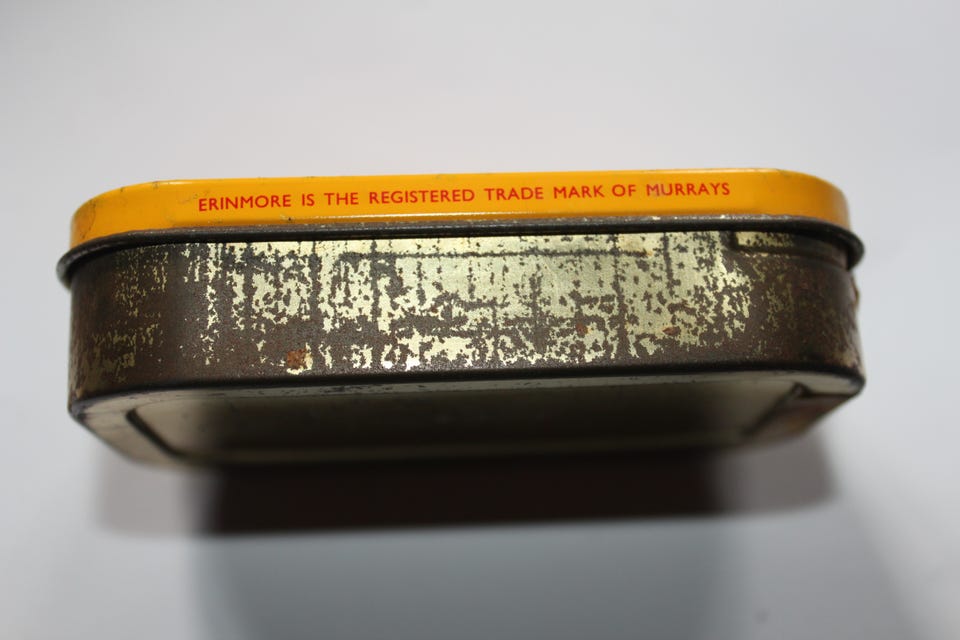 ERINMORE IS THE REGISTERED TRADE MARK OF MURRAYS